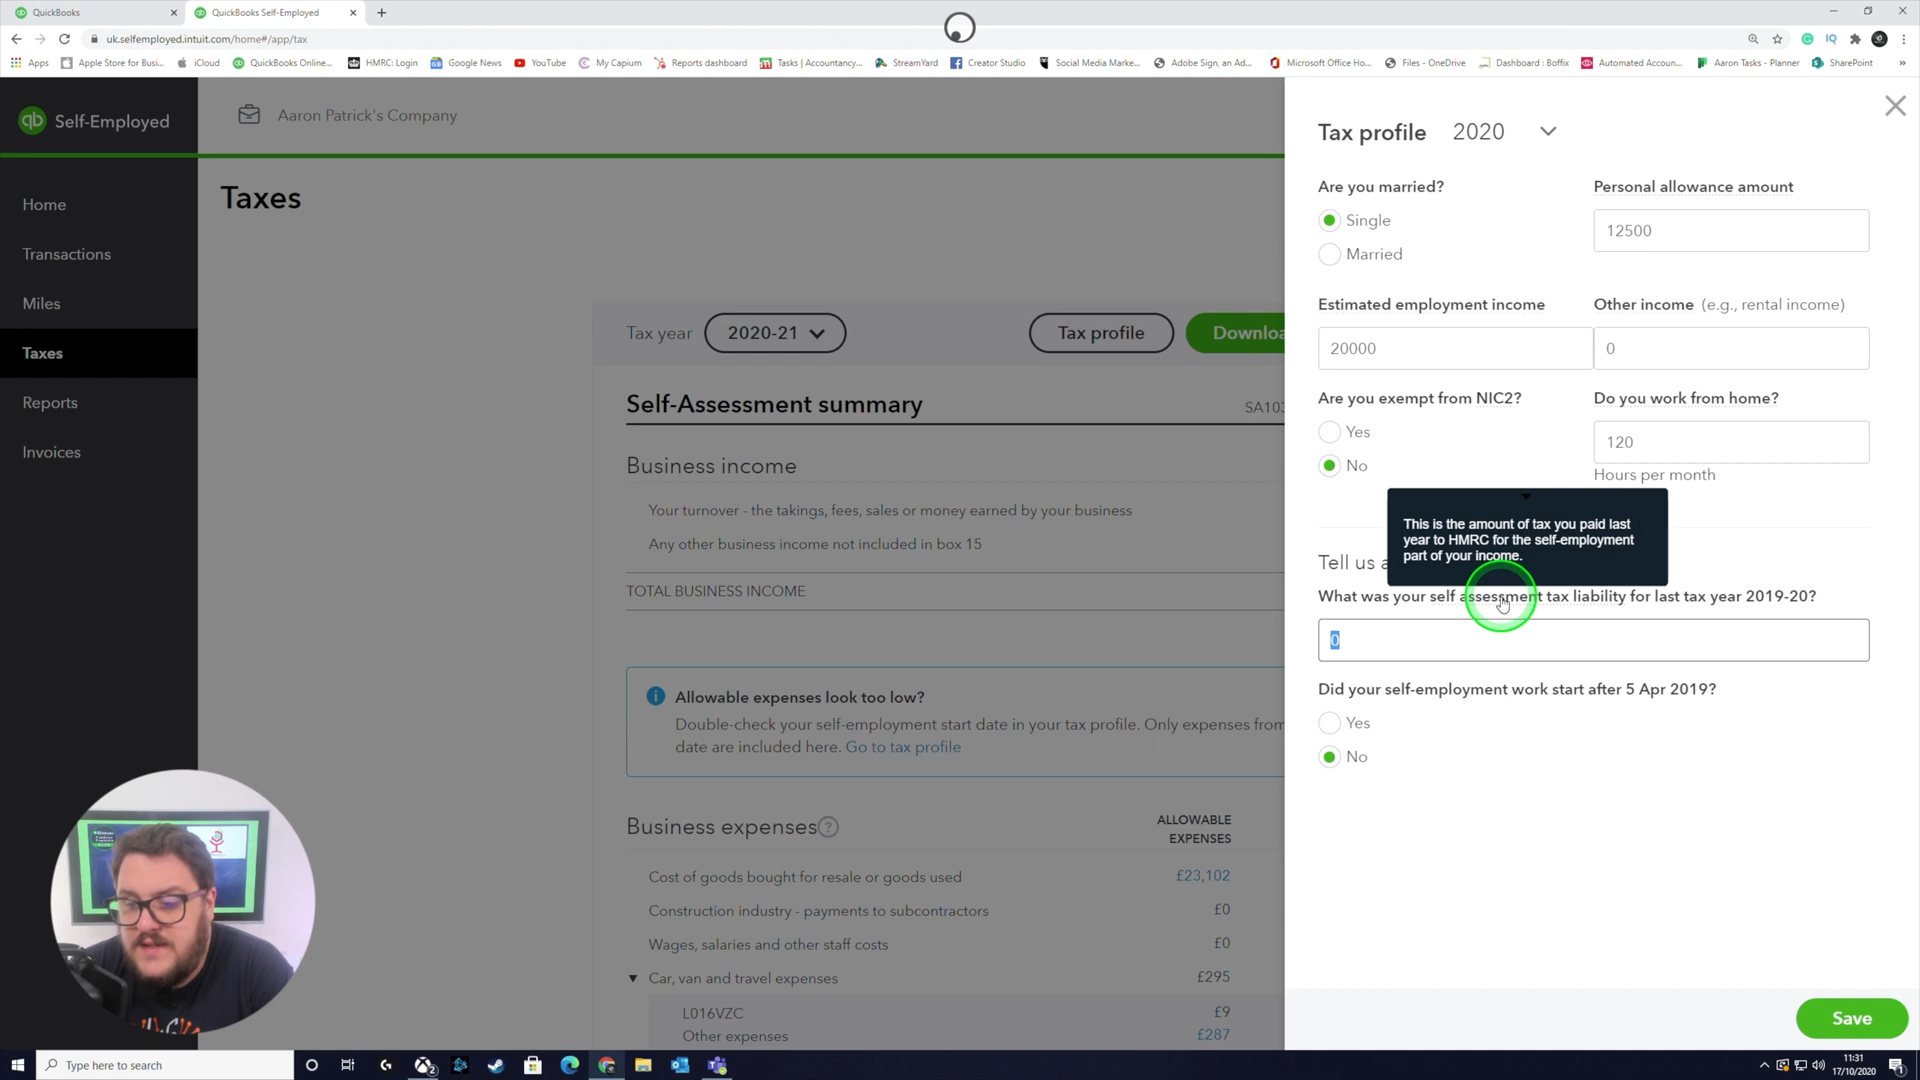 QuickBooks
QuickBooks Self-Employed
uk.selfemployed.intuit.com/home#/app/tax
Apps
Apple Store for Busi...
iCloud
QuickBooks Online...
HMRC: Login
Google News
YouTube
My Capium
Reports dashboard
Tasks | Accountancy...
StreamYard
Creator Studio
Social Media Marke...
Adobe Sign, an Ad...
Microsoft Office Ho...
Files - OneDrive
Dashboard : Boffix
Automated Accoun...
Aaron Tasks - Planner
SharePoint
»
qb Self-Employed
Aaron Patrick's Company
Home
Transactions
Miles
Taxes
Reports
Invoices
Taxes
Tax year
2020-21
Tax profile
Downloa
Self-Assessment summary
SA103
Business income
Your turnover - the takings, fees, sales or money earned by your business
Any other business income not included in box 15
TOTAL BUSINESS INCOME
Allowable expenses look too low?
Double-check your self-employment start date in your tax profile. Only expenses from
date are included here. Go to tax profile
Business expenses ?
ALLOWABLE
EXPENSES
Cost of goods bought for resale or goods used £23,102
Construction industry - payments to subcontractors £0
Wages, salaries and other staff costs £0
Car, van and travel expenses £295
L016VZC £9
Other expenses £287
Tax profile 2020
Are you married?
Single
Married
Personal allowance amount
12500
Estimated employment income
20000
Other income (e.g., rental income)
0
Are you exempt from NIC2?
Yes
No
Do you work from home?
120
Hours per month
This is the amount of tax you paid last
year to HMRC for the self-employment
part of your income.
Tell us a
What was your self assessment tax liability for last tax year 2019-20?
0
Did your self-employment work start after 5 Apr 2019?
Yes
No
Save
Type here to search
11:31
17/10/2020